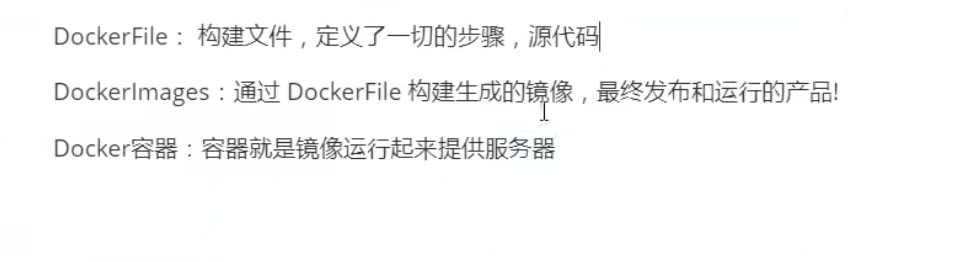 DockerFile： 构建文件，定义了一切的步骤，源代码
DockerImages：通过 DockerFile 构建生成的镜像，最终发布和运行的产品!
Docker容器：容器就是镜像运行起来提供服务器